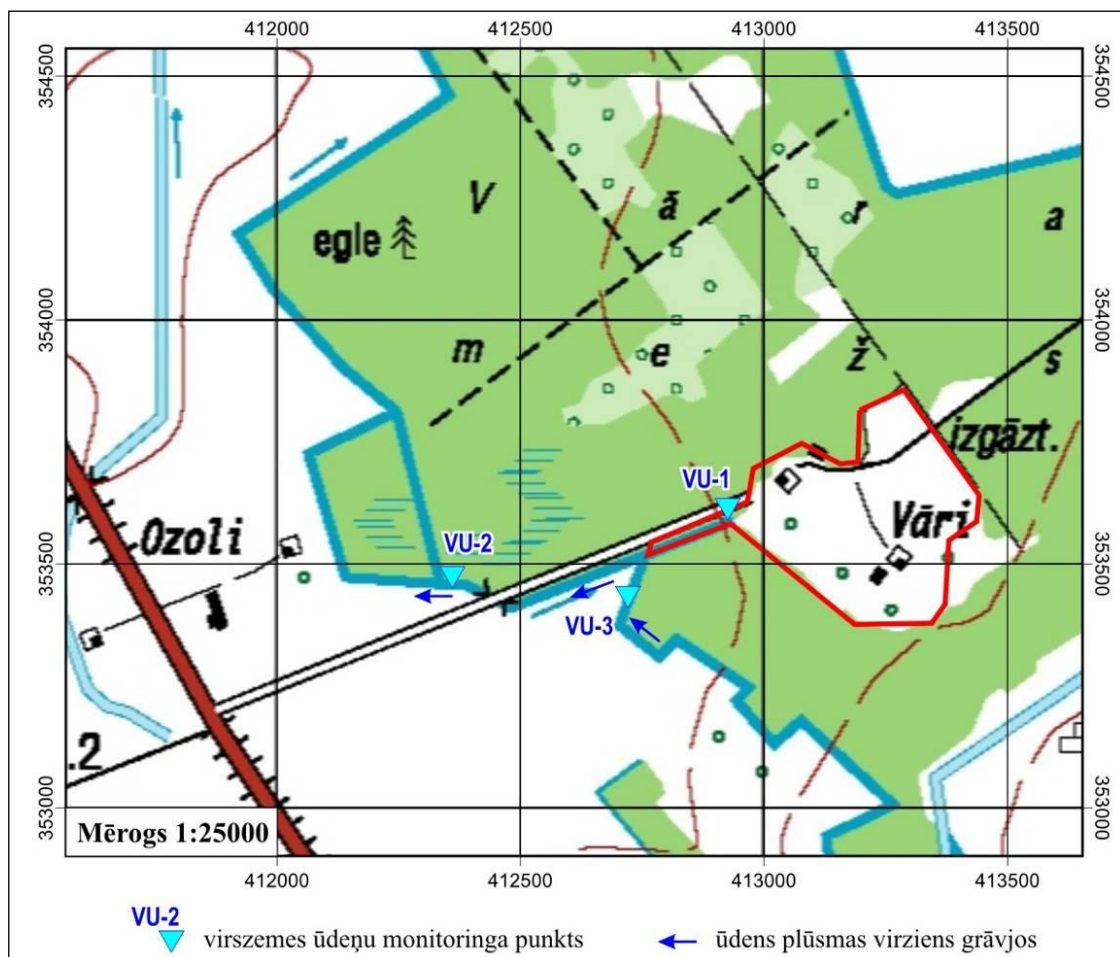 412000 412500 413000 413500
354500 354500
V ā r a
egle
354000 354000
m e ž s
izgāzt.
VU-1
Vāri
Ozoli VU-2
353500 353500
VU-3
.2
353000 353000
Mērogs 1:25000
412000 412500 413000 413500
VU-2
virszemes ūdeņu monitoringa punkts ūdens plūsmas virziens grāvjos